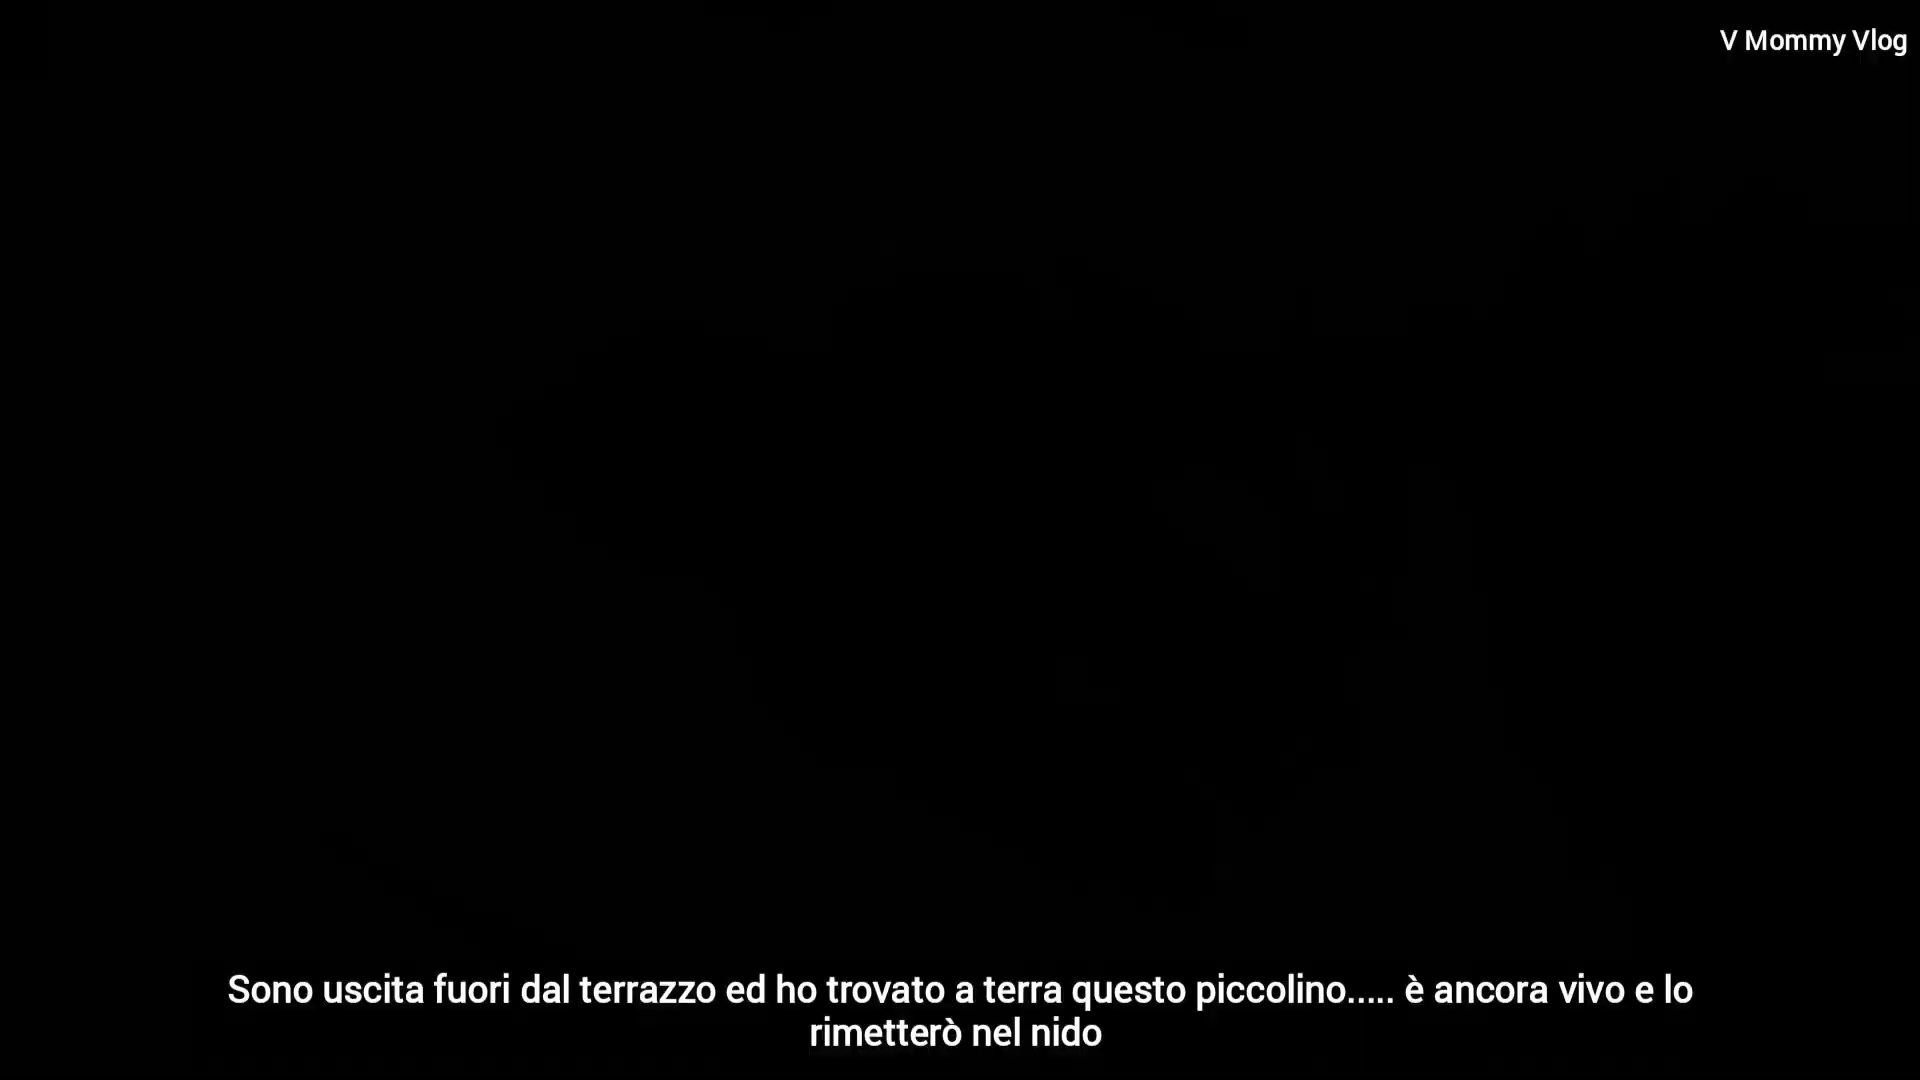 V Mommy Vlog
Sono uscita fuori dal terrazzo ed ho trovato a terra questo piccolino..... è ancora vivo e lo
rimetterò nel nido